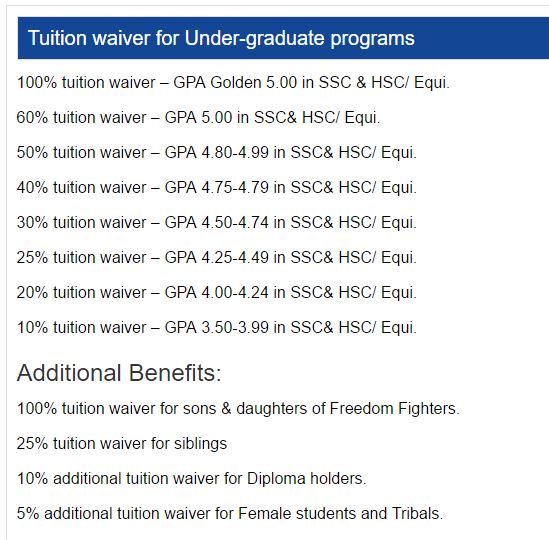 Tuition waiver for Under-graduate programs
100% tuition waiver – GPA Golden 5.00 in SSC & HSC/ Equi.
60% tuition waiver – GPA 5.00 in SSC& HSC/ Equi.
50% tuition waiver – GPA 4.80-4.99 in SSC& HSC/ Equi.
40% tuition waiver – GPA 4.75-4.79 in SSC& HSC/ Equi.
30% tuition waiver – GPA 4.50-4.74 in SSC& HSC/ Equi.
25% tuition waiver – GPA 4.25-4.49 in SSC& HSC/ Equi.
20% tuition waiver – GPA 4.00-4.24 in SSC& HSC/ Equi.
10% tuition waiver – GPA 3.50-3.99 in SSC& HSC/ Equi.
Additional Benefits:
100% tuition waiver for sons & daughters of Freedom Fighters.
25% tuition waiver for siblings
10% additional tuition waiver for Diploma holders.
5% additional tuition waiver for Female students and Tribals.